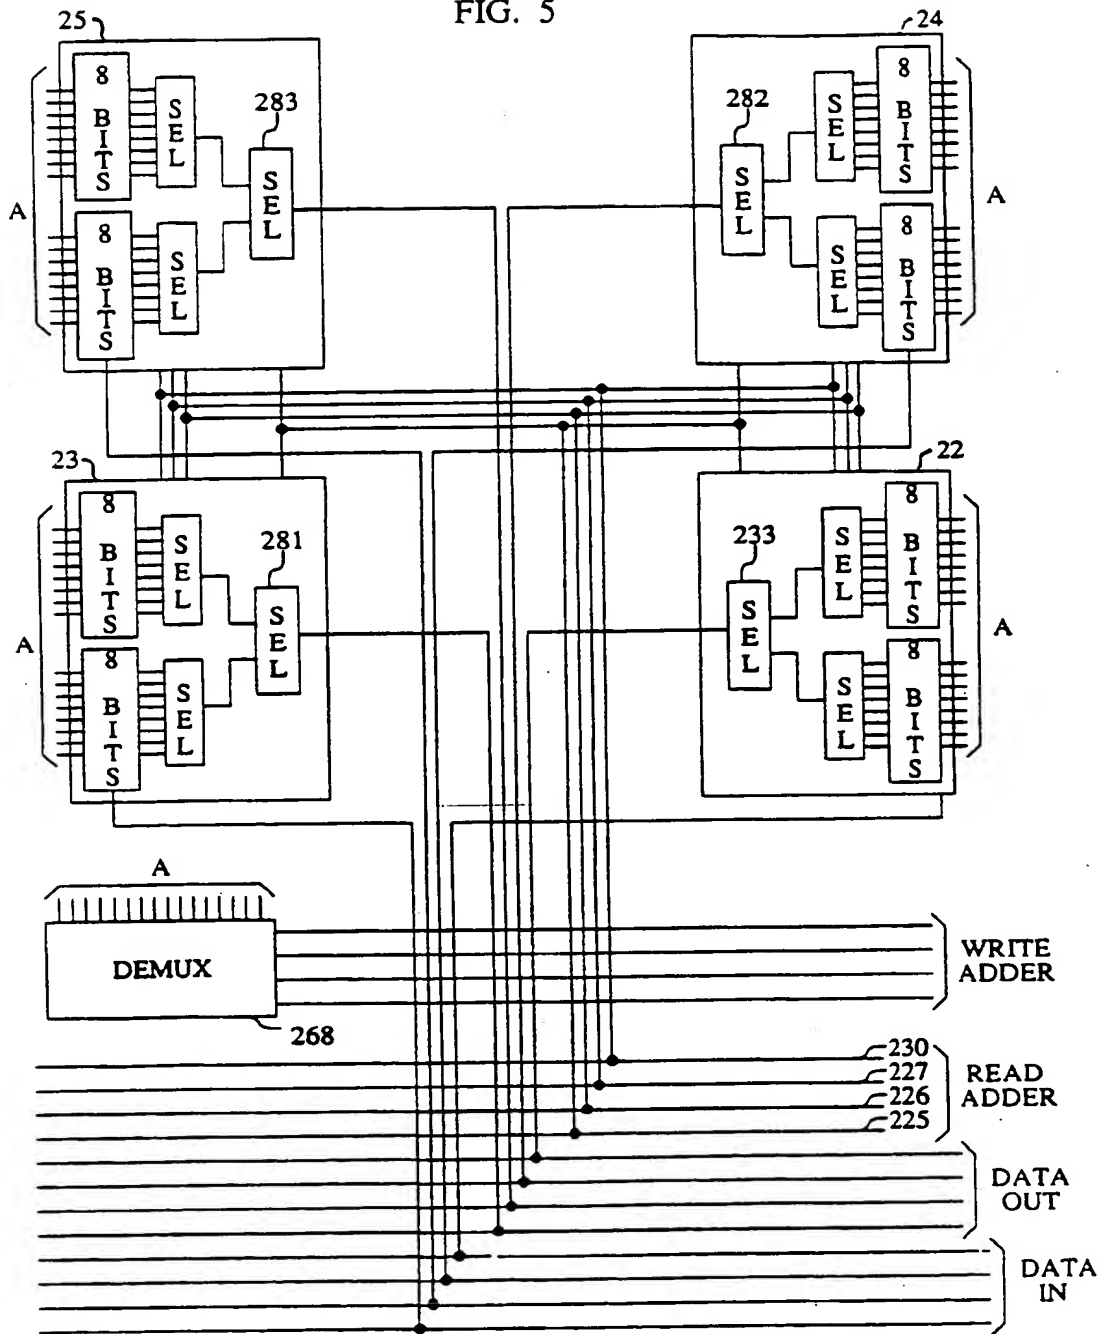 FIG. 5
25
24
8 BITS
SEL
283
SEL
282
SEL
SEL
8 BITS
A
A
8 BITS
SEL
SEL
8 BITS
23
22
8 BITS
SEL
281
SEL
233
SEL
SEL
8 BITS
A
A
8 BITS
SEL
SEL
8 BITS
A
DEMUX
268
WRITE
ADDER
230
227
226
225
READ
ADDER
DATA
OUT
DATA
IN